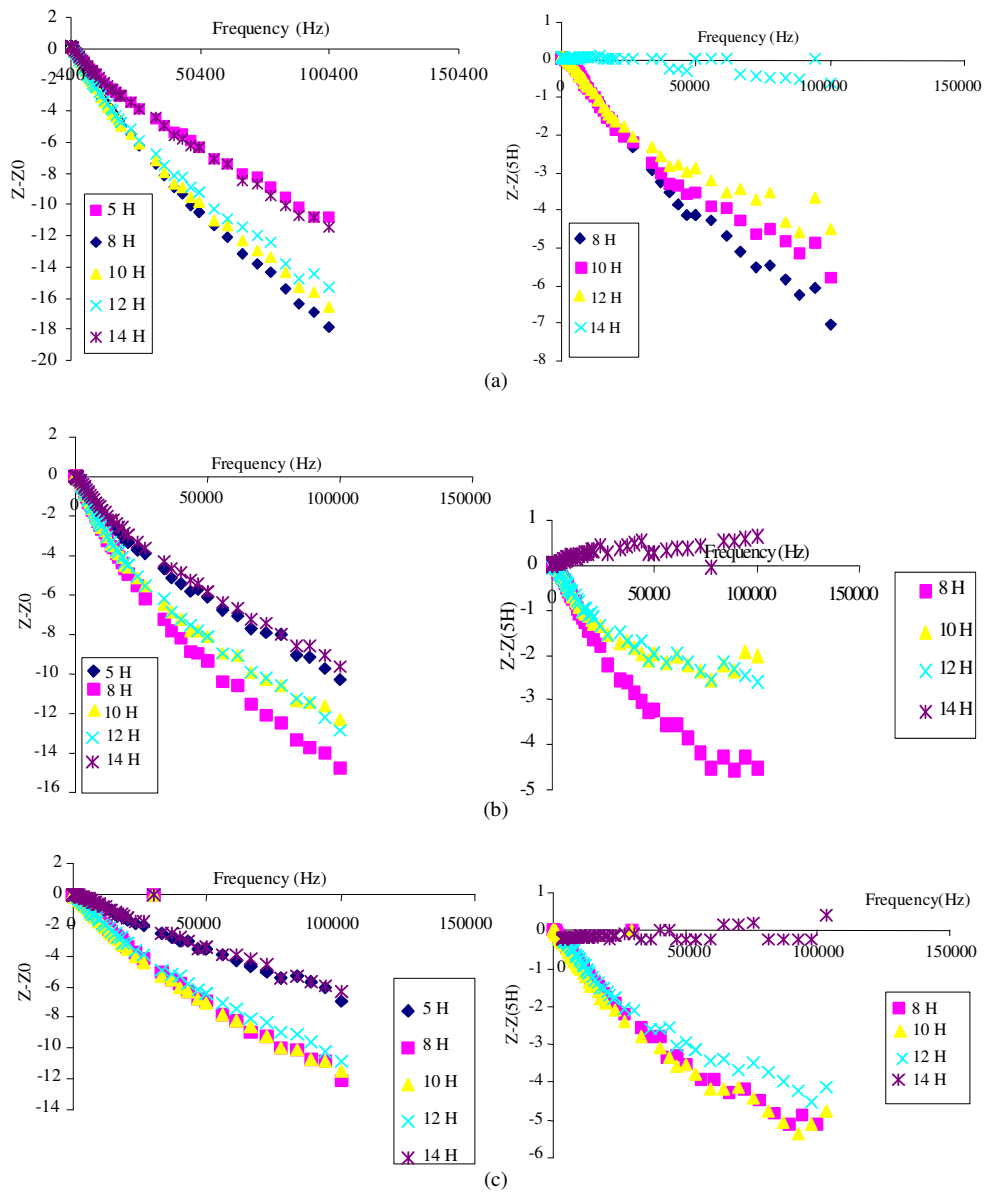 2
0
-2
-4
-6
-8
-10
-12
-14
-16
-18
-20
Z-Z0
Frequency (Hz)
50400
100400
150400
5 H
8 H
10 H
12 H
14 H
1
0
-1
-2
-3
-4
-5
-6
-7
-8
Z-Z(5H)
Frequency (Hz)
0
50000
100000
150000
8 H
10 H
12 H
14 H
(a)
2
0
-2
-4
-6
-8
-10
-12
-14
-16
Z-Z0
Frequency (Hz)
0
50000
100000
150000
5 H
8 H
10 H
12 H
14 H
1
0
-1
-2
-3
-4
-5
Z-Z(5H)
Frequency (Hz)
0
50000
100000
150000
8 H
10 H
12 H
14 H
(b)
2
0
-2
-4
-6
-8
-10
-12
-14
Z-Z0
Frequency (Hz)
0
50000
100000
150000
5 H
8 H
10 H
12 H
14 H
1
0
-1
-2
-3
-4
-5
-6
Z-Z(5H)
Frequency(Hz)
0
50000
100000
150000
8 H
10 H
12 H
14 H
(c)